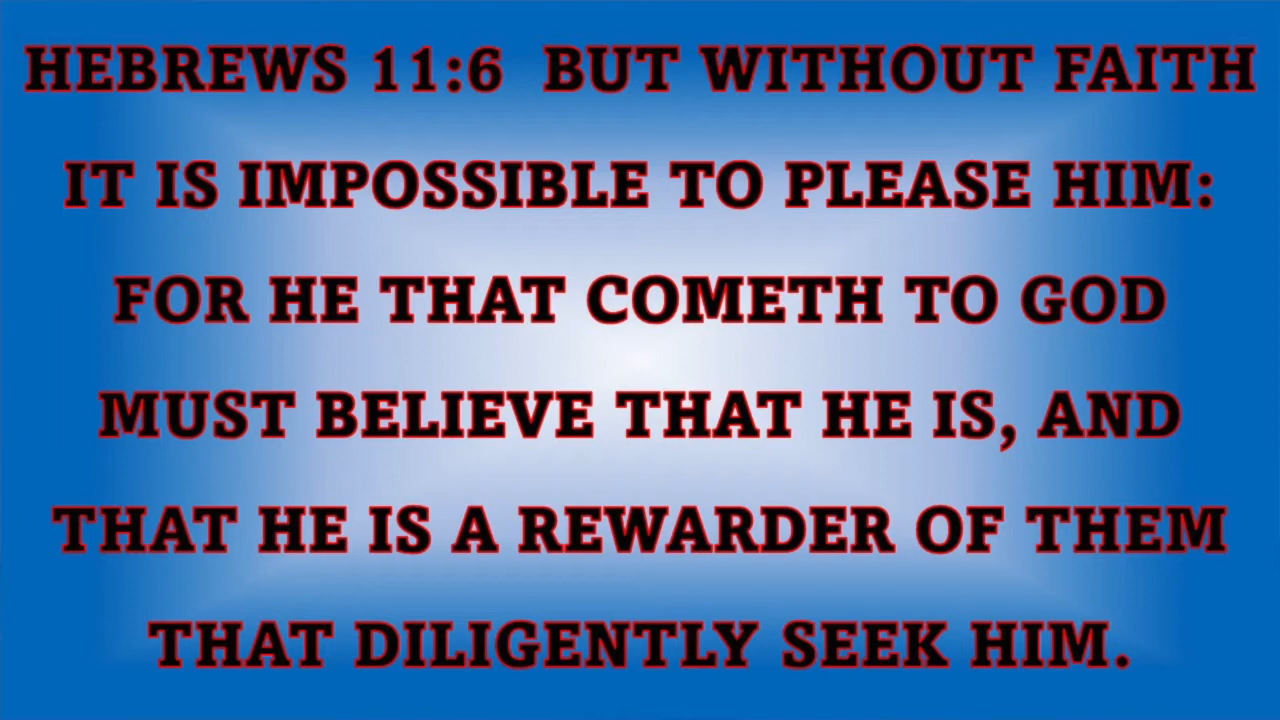 HEBREWS 11:6  BUT WITHOUT FAITH
IT IS IMPOSSIBLE TO PLEASE HIM:
FOR HE THAT COMETH TO GOD
MUST BELIEVE THAT HE IS, AND
THAT HE IS A REWARDER OF THEM
THAT DILIGENTLY SEEK HIM.